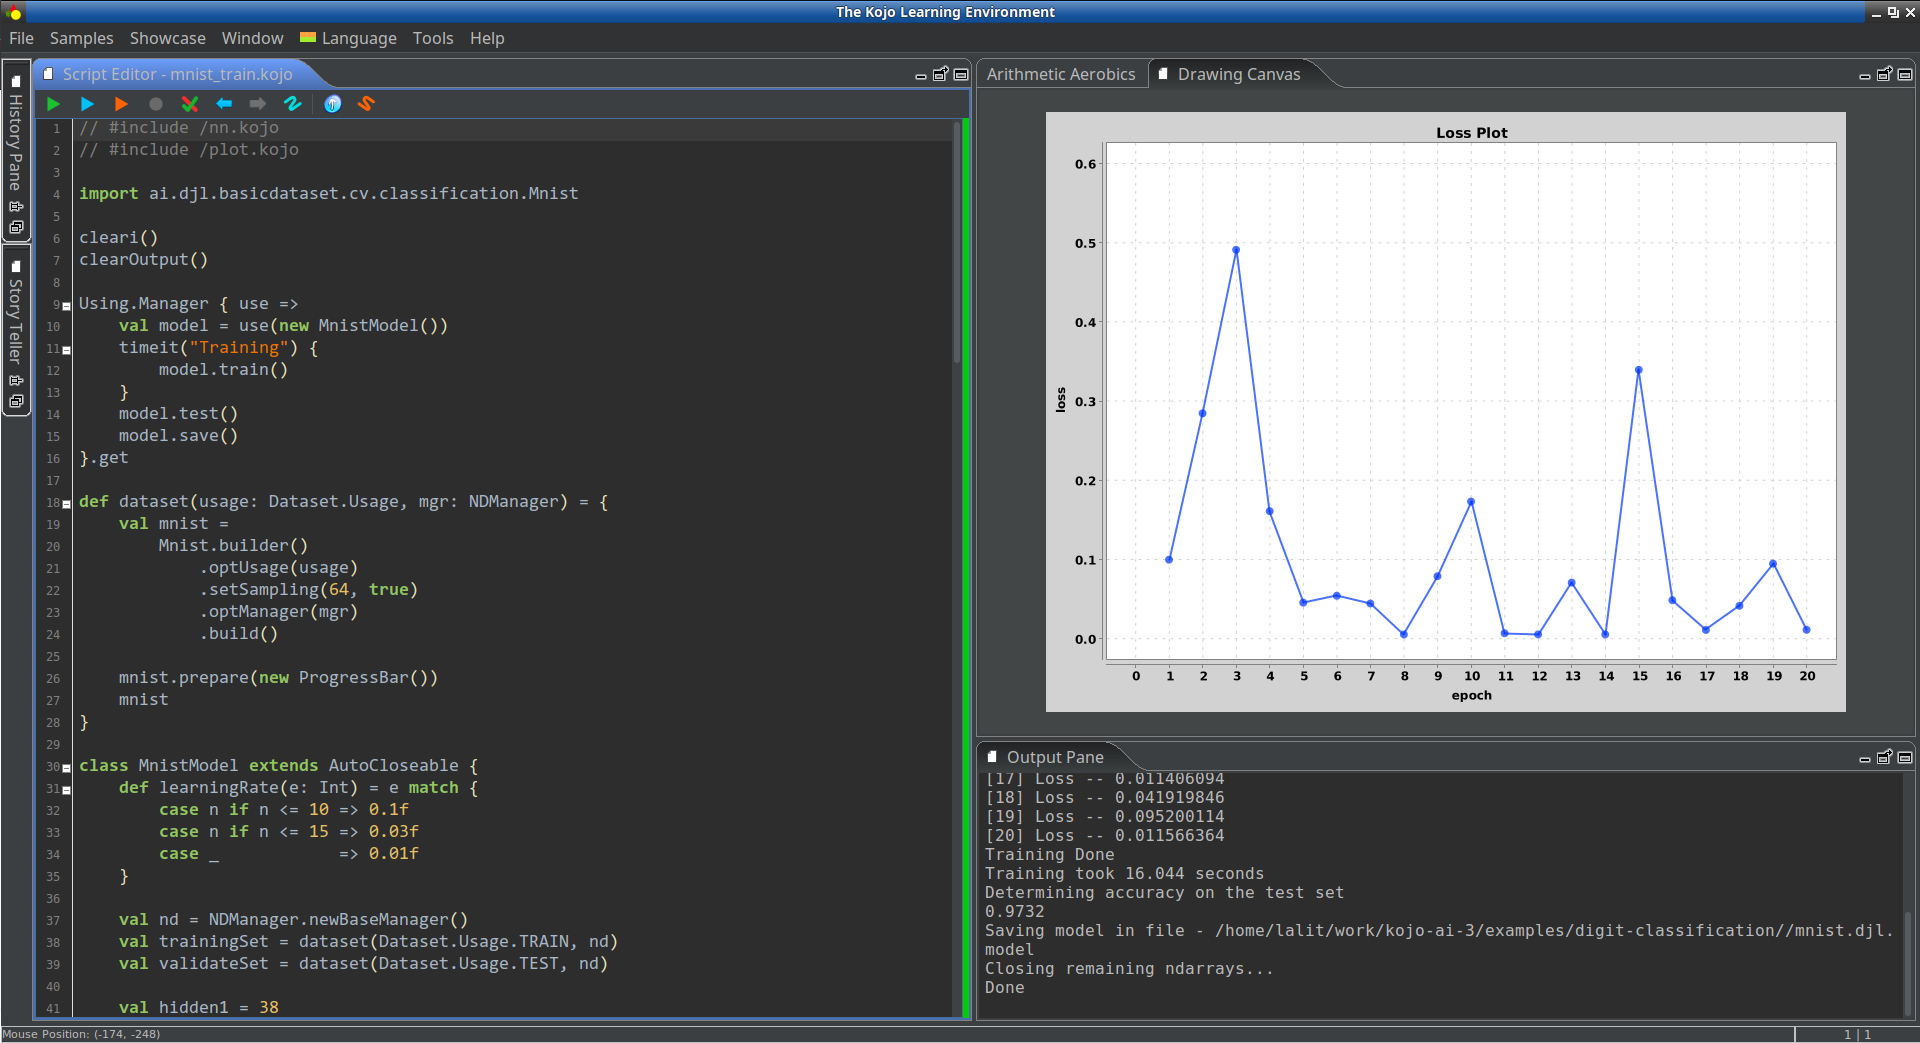 The Kojo Learning Environment
File Samples Showcase Window Language Tools Help
History Pane
Story Teller
Script Editor - mnist_train.kojo
1 // #include /nn.kojo
2 // #include /plot.kojo
3
4 import ai.djl.basicdataset.cv.classification.Mnist
5
6 cleari()
7 clearOutput()
8
9 Using.Manager { use =>
10     val model = use(new MnistModel())
11     timeit("Training") {
12         model.train()
13     }
14     model.test()
15     model.save()
16 }.get
17
18 def dataset(usage: Dataset.Usage, mgr: NDManager) = {
19     val mnist =
20         Mnist.builder()
21             .optUsage(usage)
22             .setSampling(64, true)
23             .optManager(mgr)
24             .build()
25
26     mnist.prepare(new ProgressBar())
27     mnist
28 }
29
30 class MnistModel extends AutoCloseable {
31     def learningRate(e: Int) = e match {
32         case n if n <= 10 => 0.1f
33         case n if n <= 15 => 0.03f
34         case _            => 0.01f
35     }
36
37     val nd = NDManager.newBaseManager()
38     val trainingSet = dataset(Dataset.Usage.TRAIN, nd)
39     val validateSet = dataset(Dataset.Usage.TEST, nd)
40
41     val hidden1 = 38
Arithmetic Aerobics
Drawing Canvas
Loss Plot
0.6
0.5
0.4
0.3
0.2
0.1
0.0
loss
0 1 2 3 4 5 6 7 8 9 10 11 12 13 14 15 16 17 18 19 20
epoch
Output Pane
[17] Loss -- 0.011406094
[18] Loss -- 0.041919846
[19] Loss -- 0.095200114
[20] Loss -- 0.011566364
Training Done
Training took 16.044 seconds
Determining accuracy on the test set
0.9732
Saving model in file - /home/lalit/work/kojo-ai-3/examples/digit-classification//mnist.djl.
model
Closing remaining ndarrays...
Done
Mouse Position: (-174, -248)
1 | 1